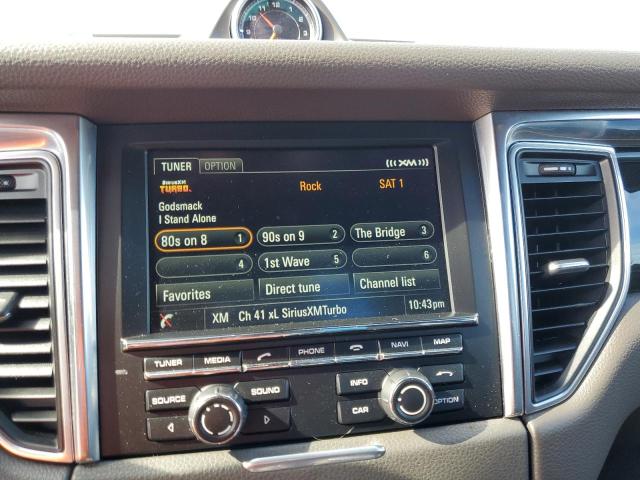 12
TUNER OPTION (((XM)))
SIRIUSXM TURBO Rock SAT 1
Godsmack
I Stand Alone
80s on 8 1 90s on 9 2 The Bridge 3
4 1st Wave 5 6
Favorites Direct tune Channel list
XM Ch 41 xL SiriusXMTurbo 10:43pm
TUNER MEDIA PHONE NAVI MAP
SOURCE SOUND INFO
CAR OPTION